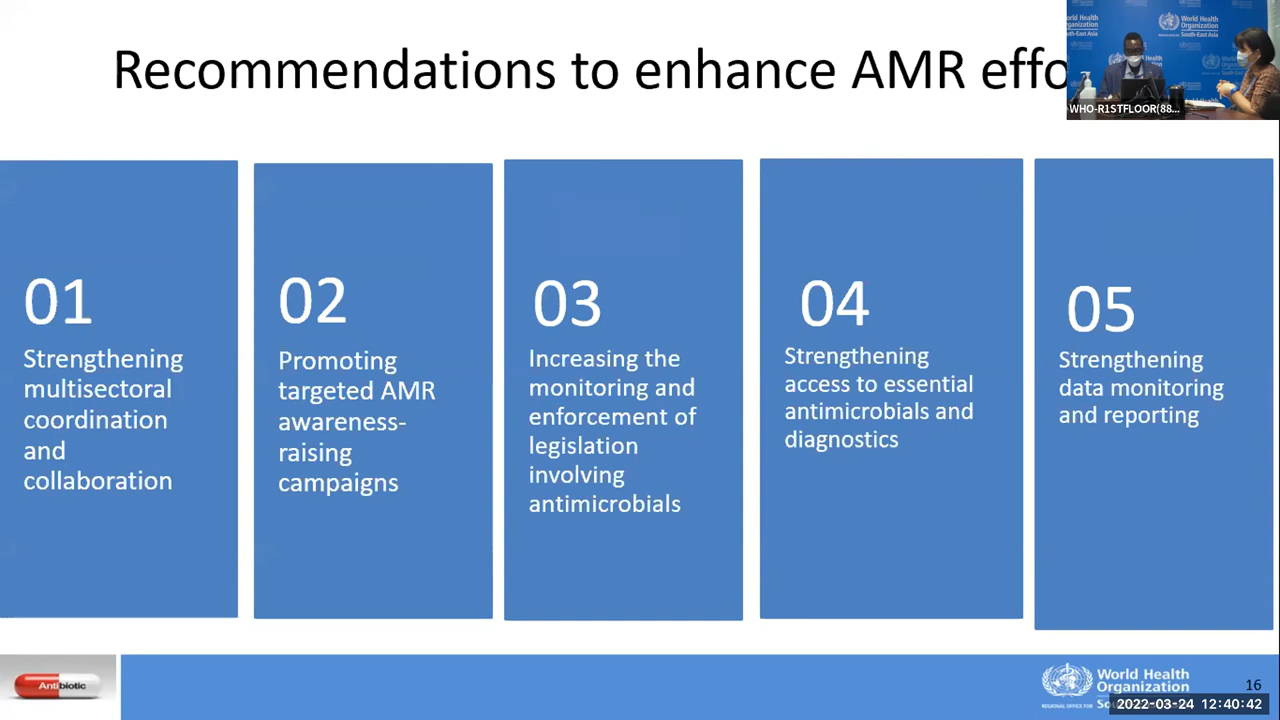 Recommendations to enhance AMR effo
World Health
Organization
South-East Asia
WHO-R1STFLOOR(88...
01
Strengthening
multisectoral
coordination
and
collaboration
02
Promoting
targeted AMR
awareness-
raising
campaigns
03
Increasing the
monitoring and
enforcement of
legislation
involving
antimicrobials
04
Strengthening
access to essential
antimicrobials and
diagnostics
05
Strengthening
data monitoring
and reporting
Antibiotic
World Health
Organization
REGIONAL OFFICE FOR
16
2022-03-24 12:40:42